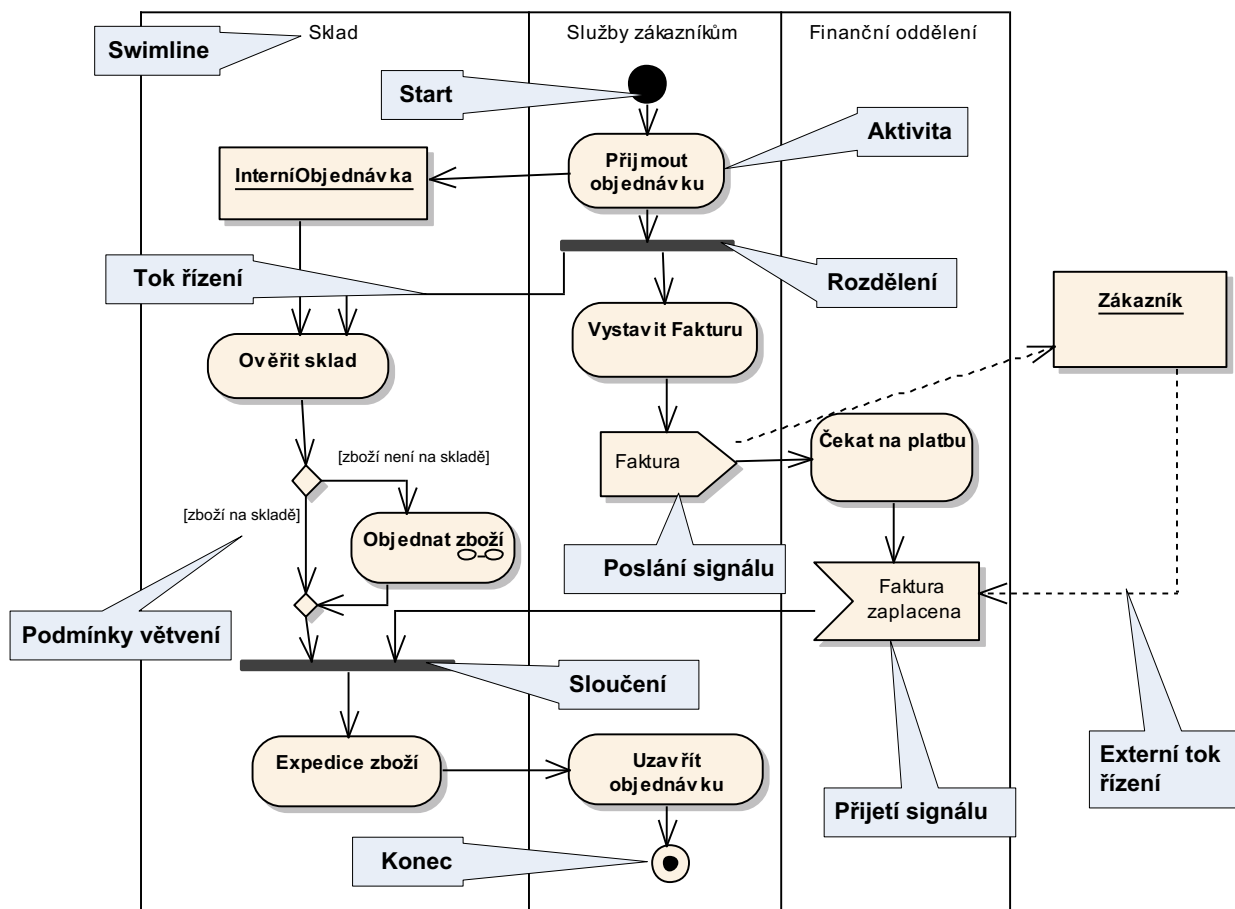 Sklad
Služby zákazníkům
Finanční oddělení
Swimline
Start
Aktivita
Přijmout
objednávku
InterníObjednávka
Tok řízení
Rozdělení
Zákazník
Vystavit Fakturu
Ověřit sklad
Čekat na platbu
[zboží není na skladě]
Faktura
[zboží na skladě]
Objednat zboží
Poslání signálu
Faktura
zaplacena
Podmínky větvení
Sloučení
Expedice zboží
Uzavřít
objednávku
Externí tok
řízení
Přijetí signálu
Konec